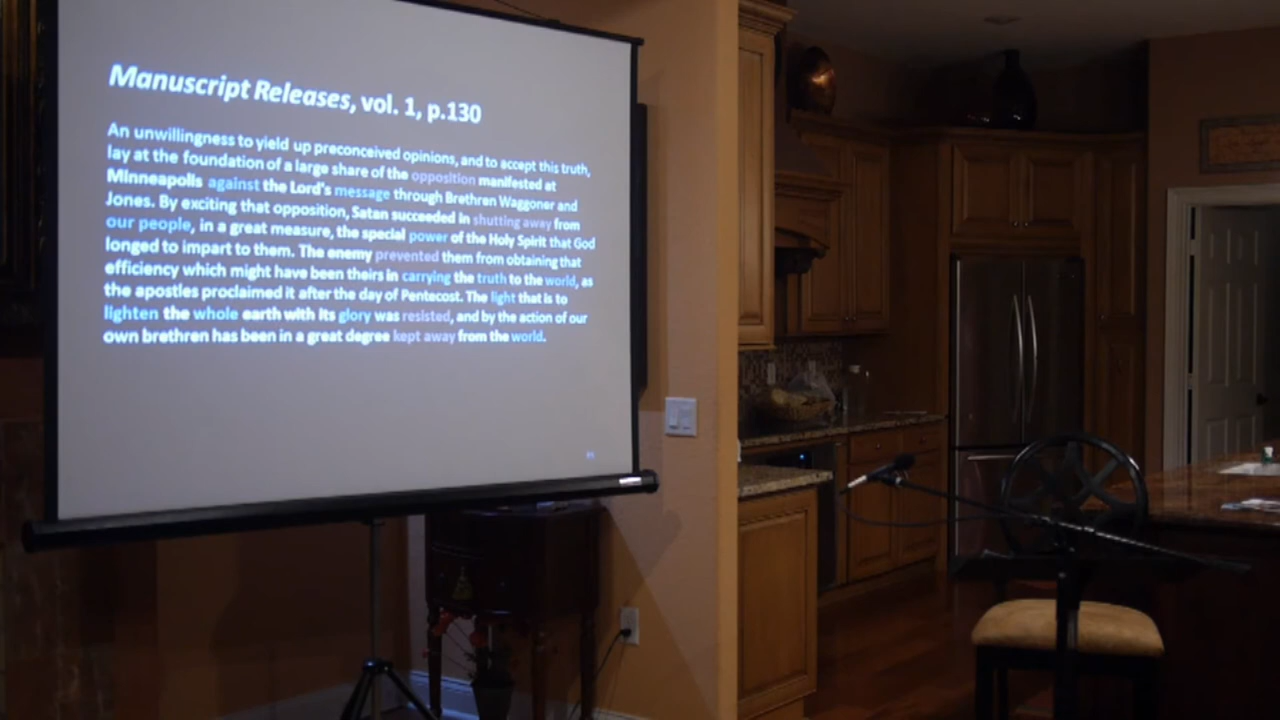 Manuscript Releases, vol. 1, p.130
An unwillingness to yield up preconceived opinions, and to accept this truth,
lay at the foundation of a large share of the opposition manifested at
Minneapolis against the Lord's message through Brethren Waggoner and
Jones. By exciting that opposition, Satan succeeded in shutting away from
our people, in a great measure, the special power of the Holy Spirit that God
longed to impart to them. The enemy prevented them from obtaining that
efficiency which might have been theirs in carrying the truth to the world, as
the apostles proclaimed it after the day of Pentecost. The light that is to
lighten the whole earth with its glory was resisted, and by the action of our
own brethren has been in a great degree kept away from the world.